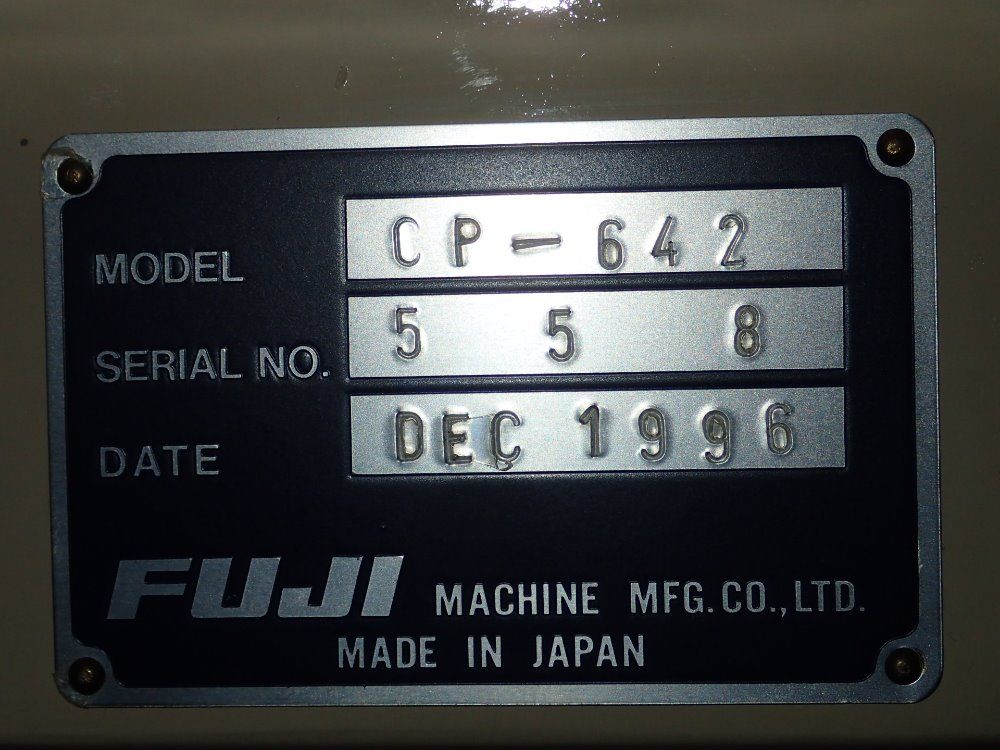 MODEL CP-642
SERIAL NO. 5 5 8
DATE DEC 1996
FUJI MACHINE MFG. CO., LTD.
MADE IN JAPAN